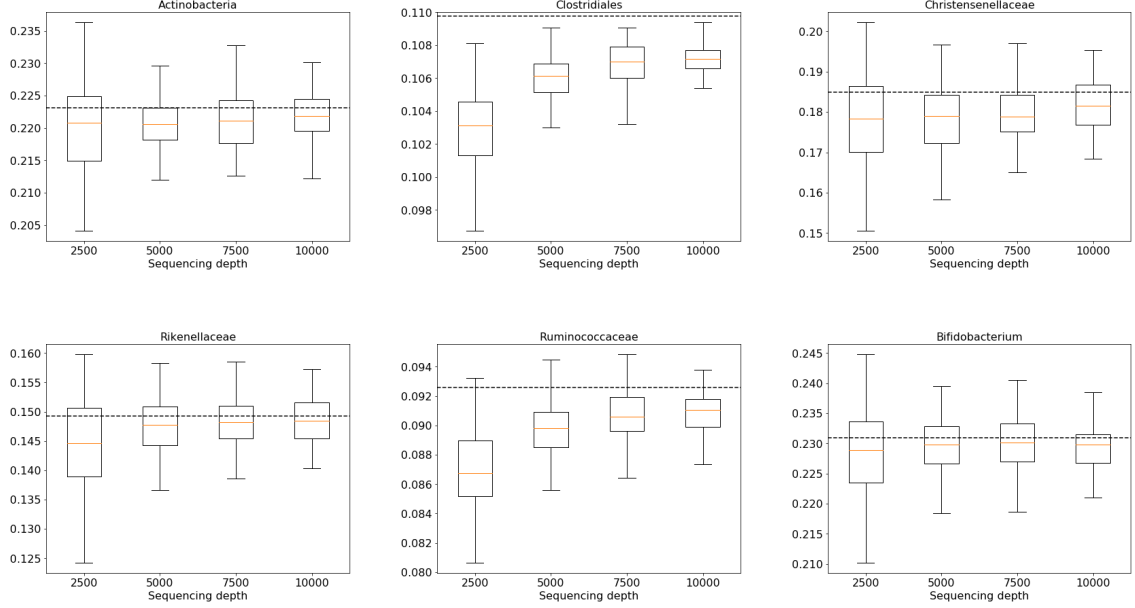 Actinobacteria
0.235
0.230
0.225
0.220
0.215
0.210
0.205
2500 5000 7500 10000
Sequencing depth
Clostridiales
0.110
0.108
0.106
0.104
0.102
0.100
0.098
2500 5000 7500 10000
Sequencing depth
Christensenellaceae
0.20
0.19
0.18
0.17
0.16
0.15
2500 5000 7500 10000
Sequencing depth
Rikenellaceae
0.160
0.155
0.150
0.145
0.140
0.135
0.130
0.125
2500 5000 7500 10000
Sequencing depth
Ruminococcaceae
0.094
0.092
0.090
0.088
0.086
0.084
0.082
0.080
2500 5000 7500 10000
Sequencing depth
Bifidobacterium
0.245
0.240
0.235
0.230
0.225
0.220
0.215
0.210
2500 5000 7500 10000
Sequencing depth